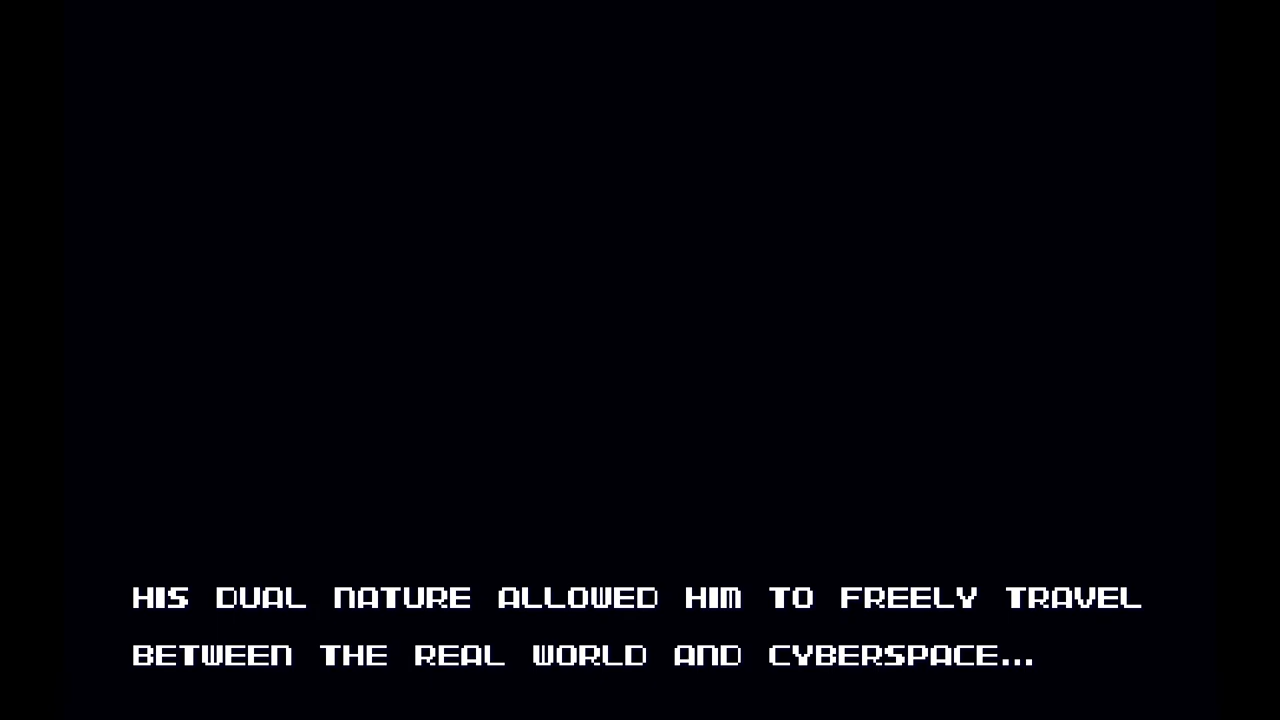 HIS DUAL NATURE ALLOWED HIM TO FREELY TRAVEL
BETWEEN THE REAL WORLD AND CYBERSPACE...